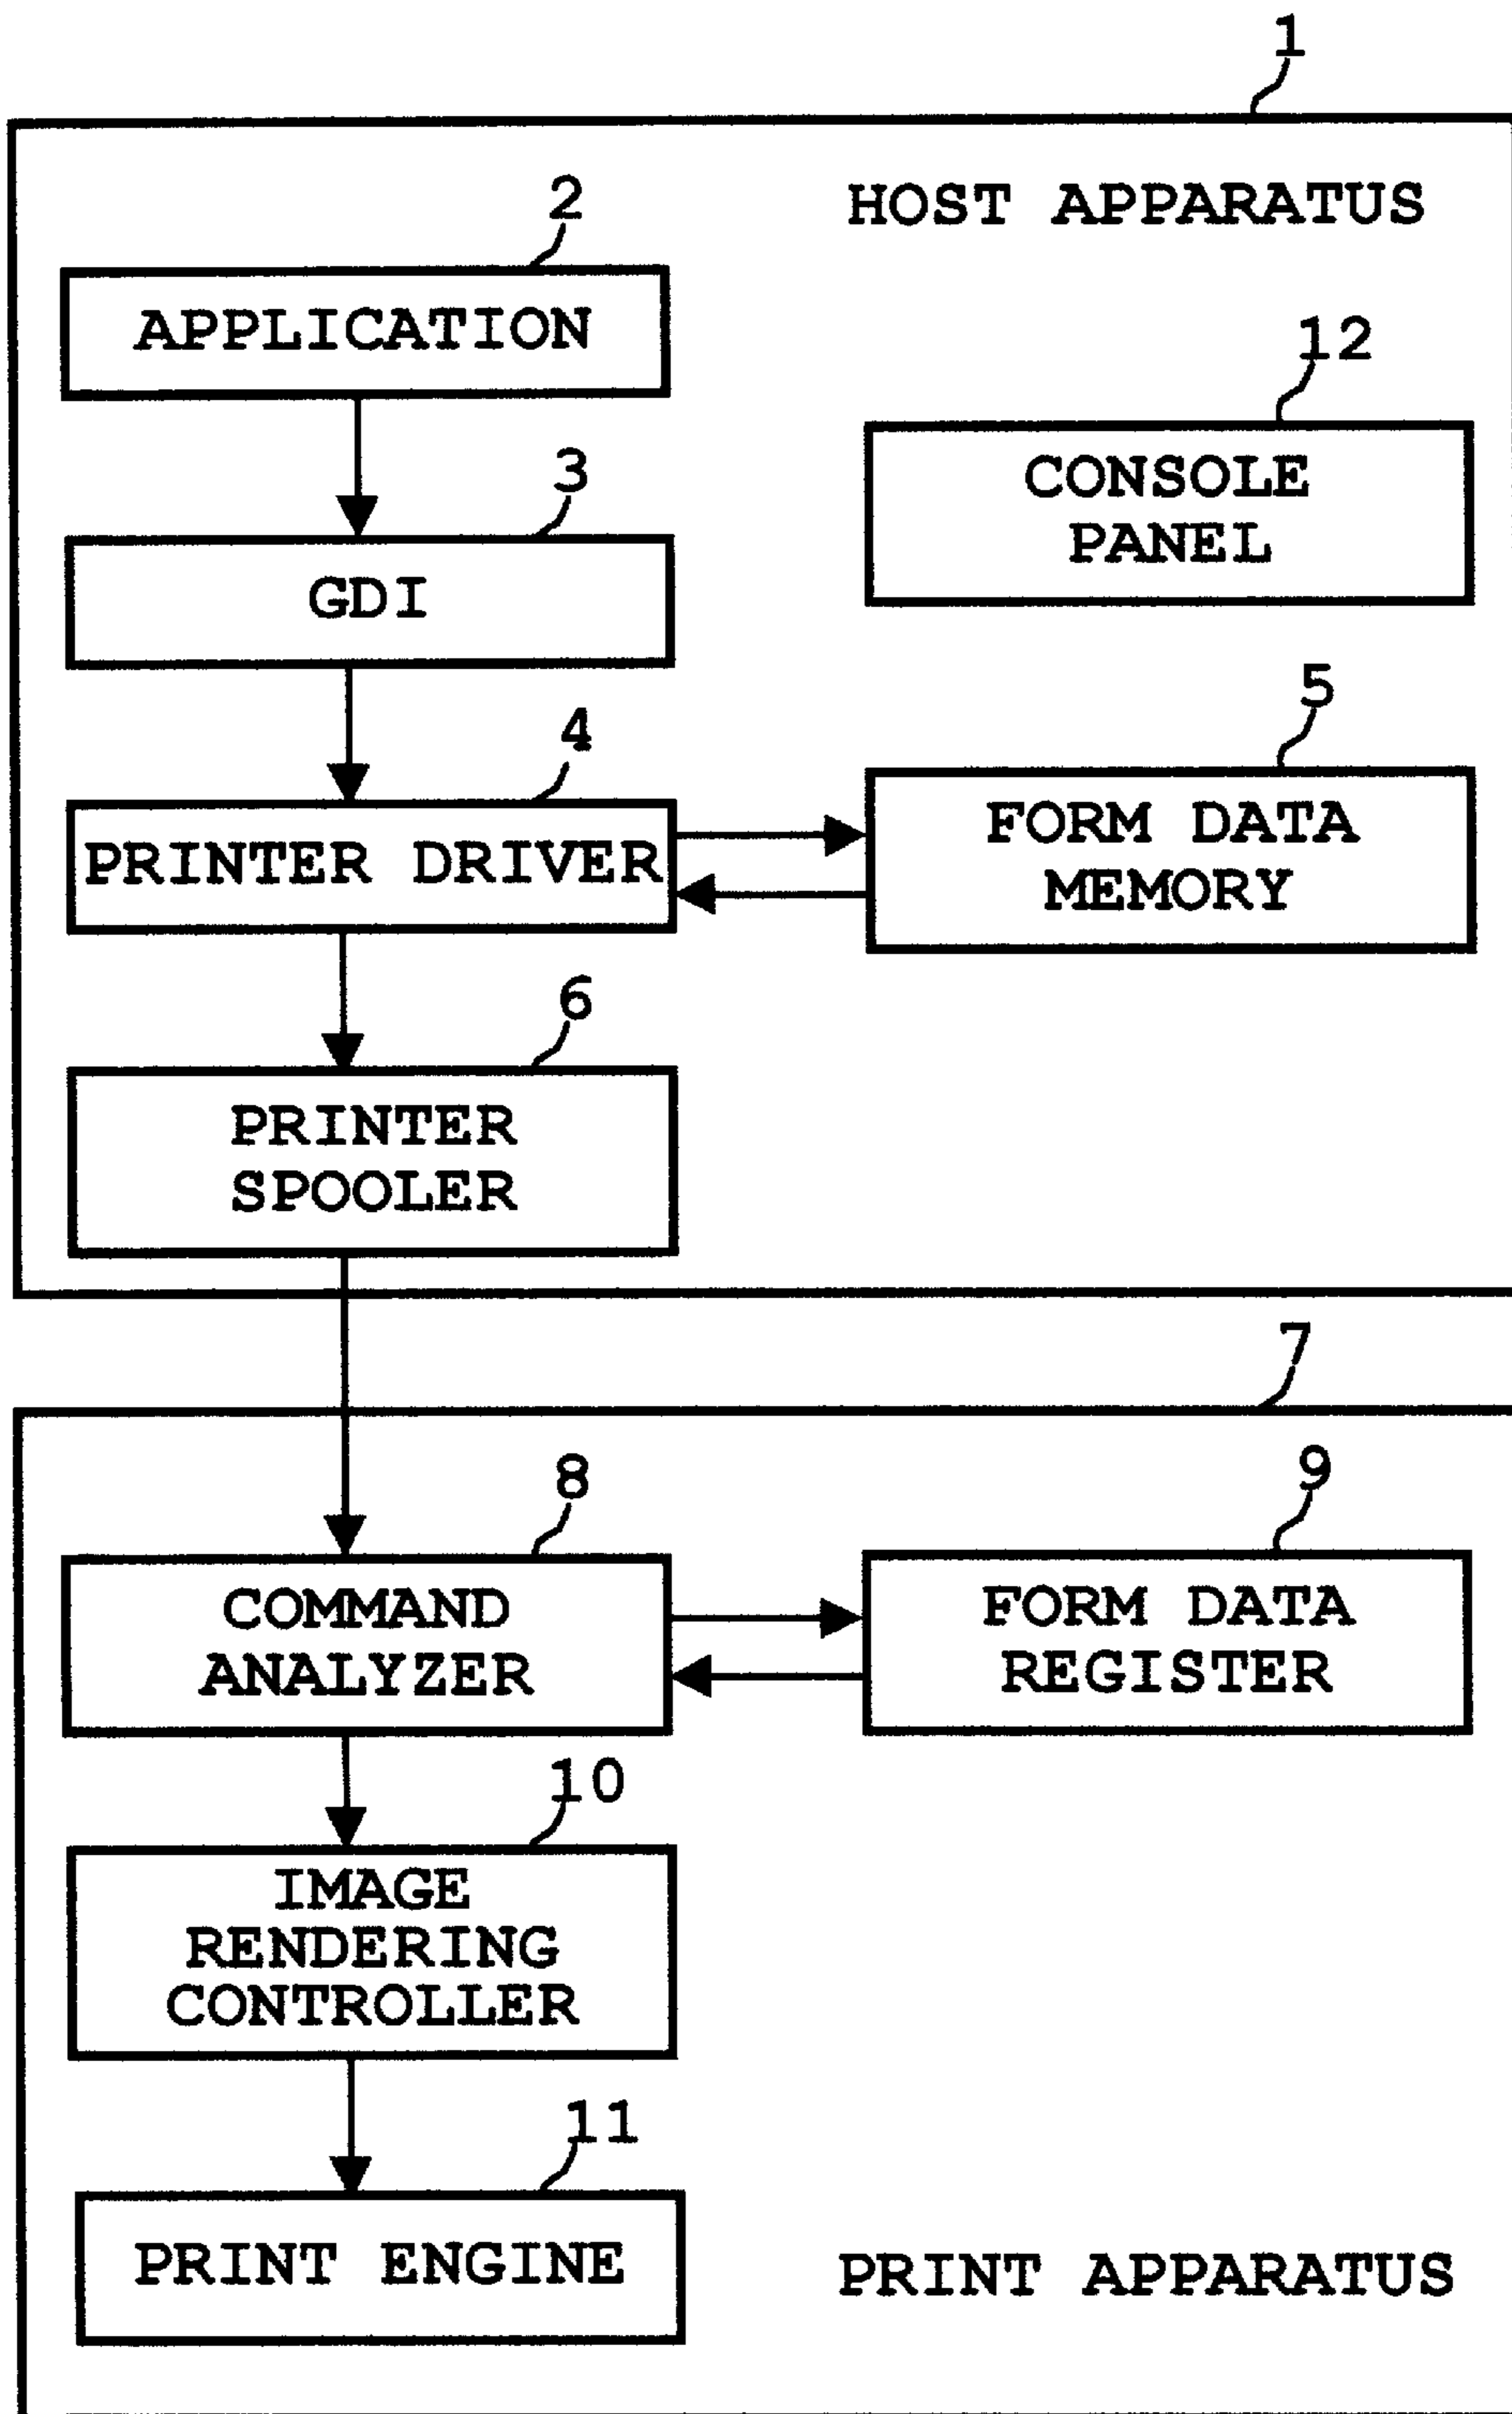 1
HOST APPARATUS
2
APPLICATION
12
CONSOLE
PANEL
3
GDI
4
PRINTER DRIVER
5
FORM DATA
MEMORY
6
PRINTER
SPOOLER
7
8
COMMAND
ANALYZER
9
FORM DATA
REGISTER
10
IMAGE
RENDERING
CONTROLLER
11
PRINT ENGINE
PRINT APPARATUS